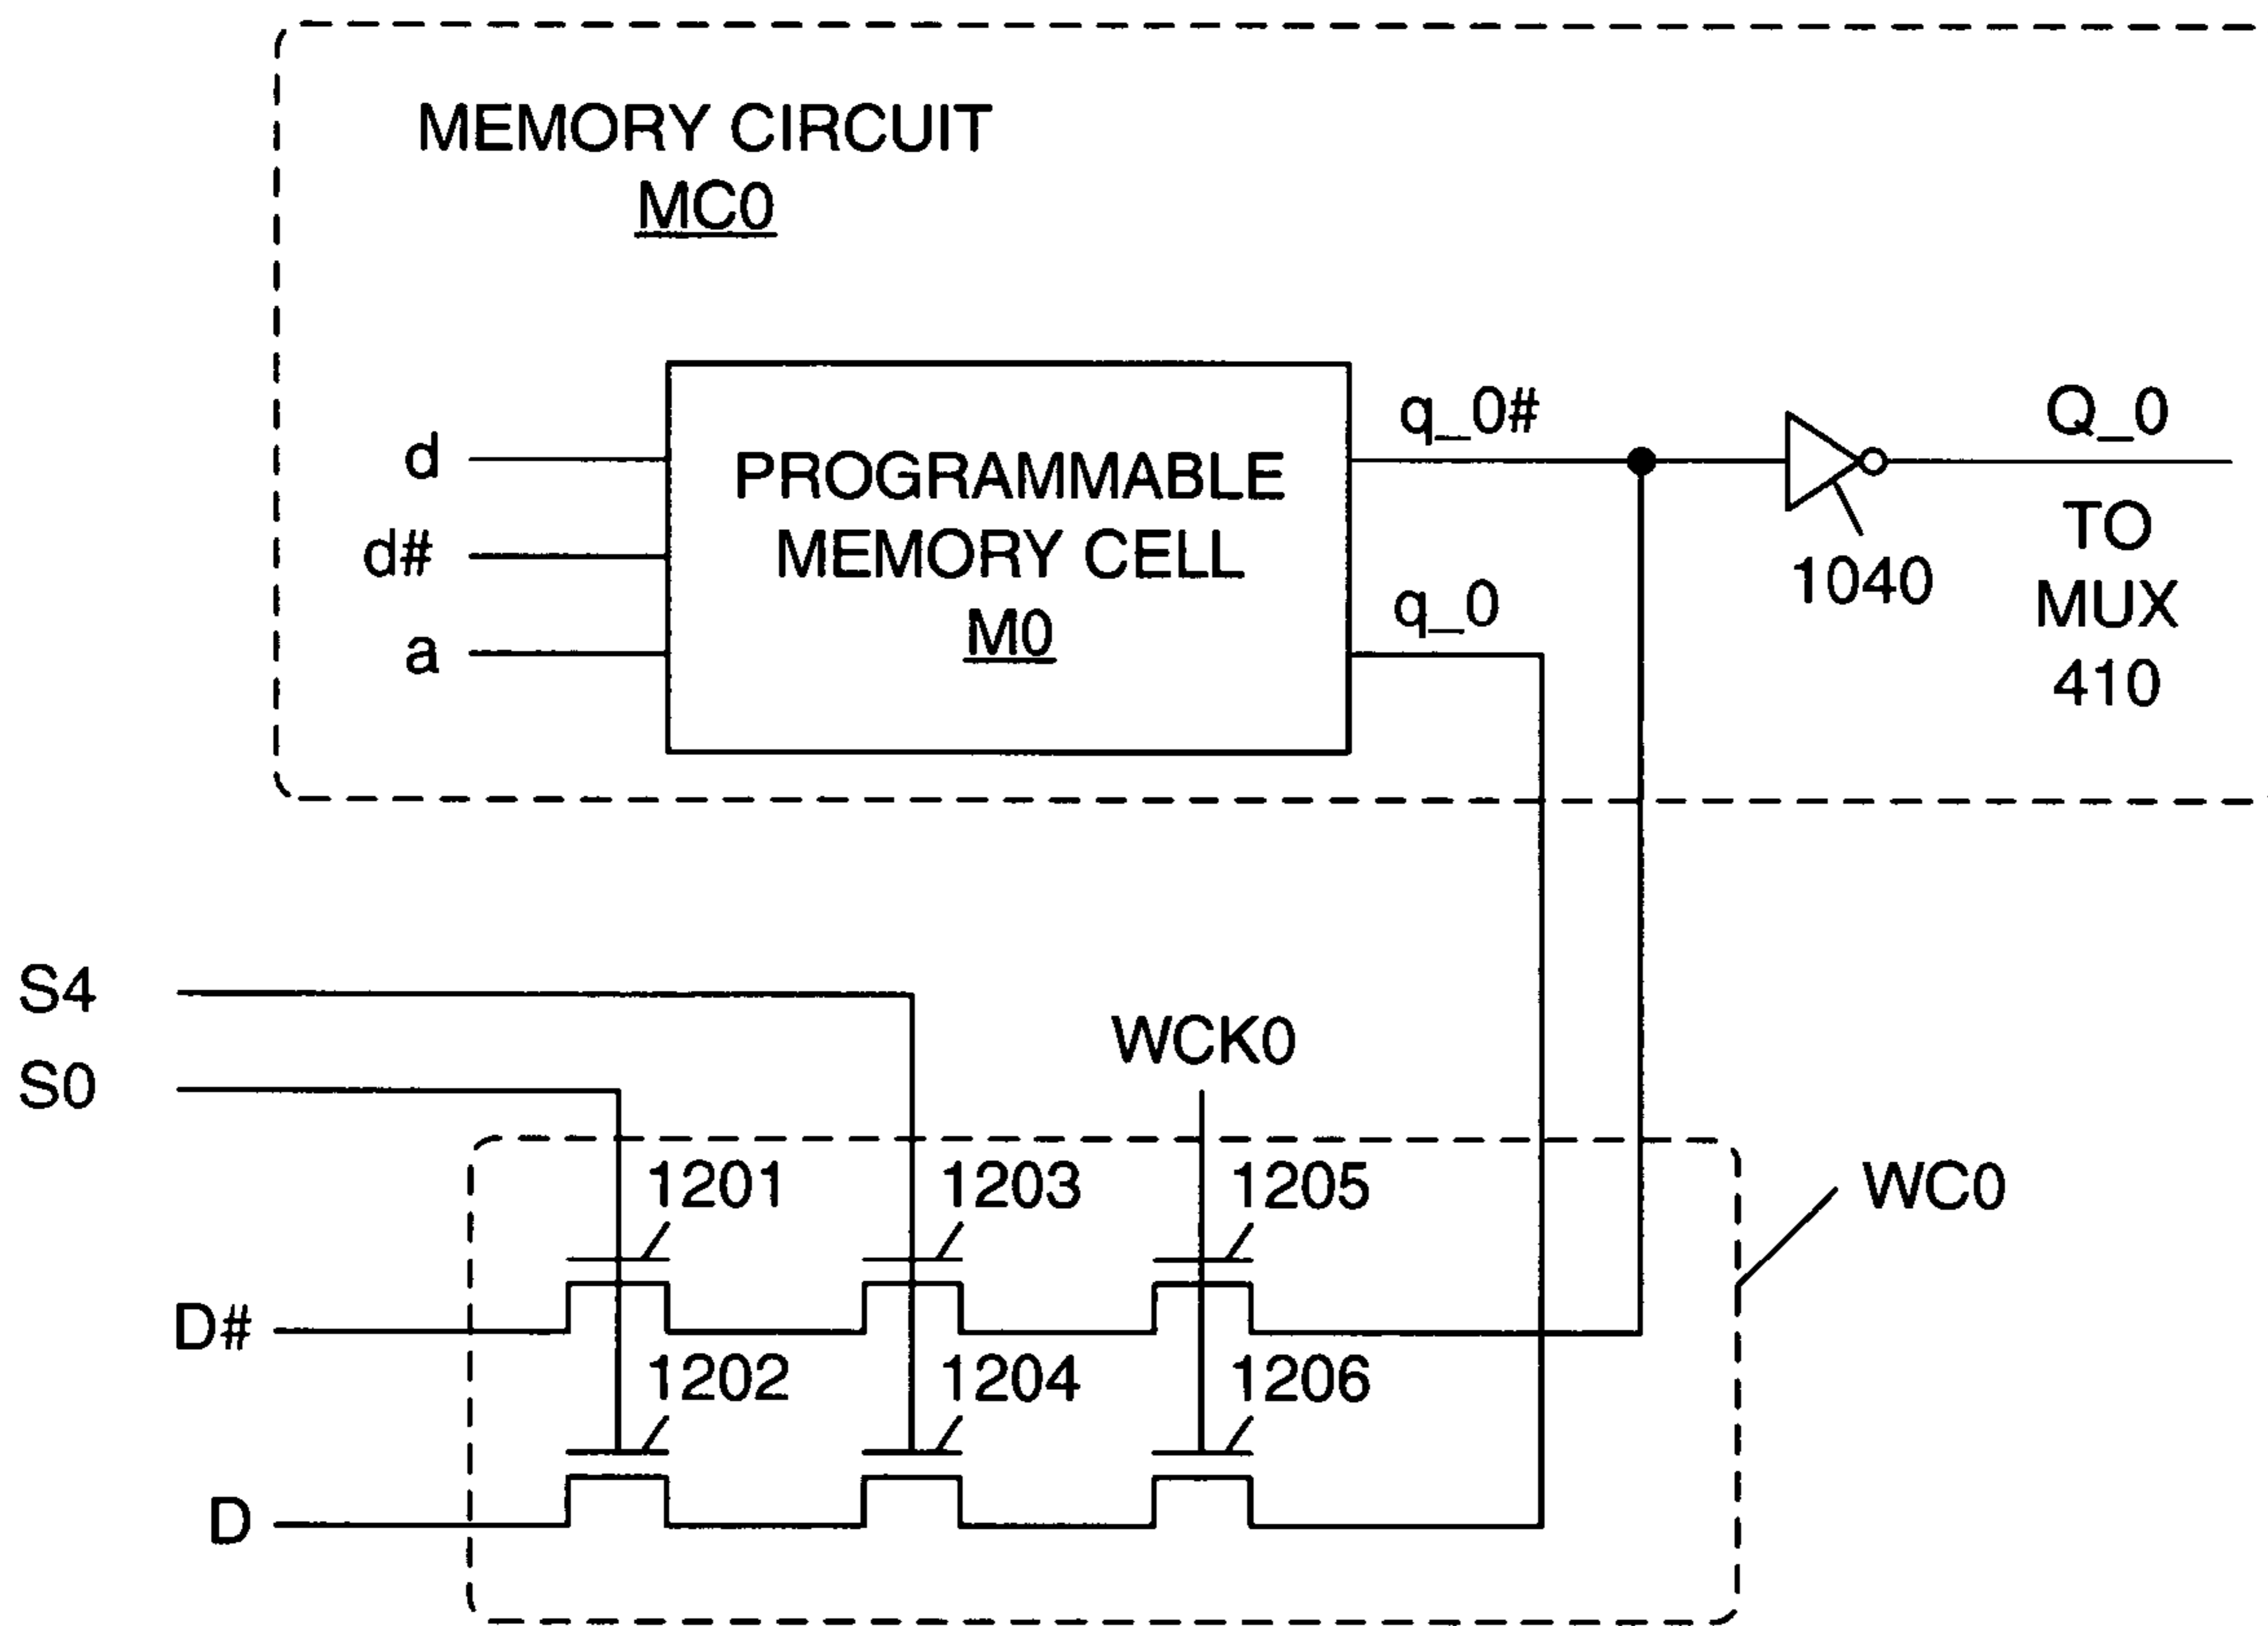 MEMORY CIRCUIT
MC0
d
d#
a
PROGRAMMABLE
MEMORY CELL
M0
q_0#
q_0
1040
Q_0
TO
MUX
410
S4
S0
WCK0
1201
1203
1205
WC0
D#
1202
1204
1206
D